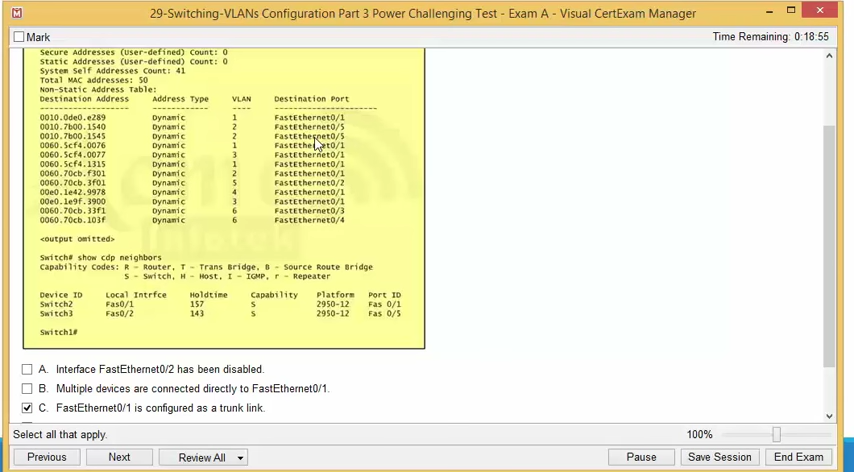 29-Switching-VLANs Configuration Part 3 Power Challenging Test - Exam A - Visual CertExam Manager
Mark
Time Remaining: 0:18:55
Secure Addresses (User-defined) Count: 0
Static Addresses (User-defined) Count: 0
System Self Addresses Count: 41
Total MAC addresses: 50
Non-Static Address Table:
Destination Address Address Type VLAN Destination Port
------------------- ------------ ---- --------------------
0010.0de0.e289 Dynamic 1 FastEthernet0/1
0010.7b00.1540 Dynamic 2 FastEthernet0/5
0010.7b00.1545 Dynamic 2 FastEthernet0/5
0060.5cf4.0076 Dynamic 1 FastEthernet0/1
0060.5cf4.0077 Dynamic 3 FastEthernet0/1
0060.5cf4.1315 Dynamic 1 FastEthernet0/1
0060.70cb.f301 Dynamic 2 FastEthernet0/1
0060.70cb.3f01 Dynamic 5 FastEthernet0/2
00e0.1e42.9978 Dynamic 4 FastEthernet0/1
00e0.1e9f.3900 Dynamic 3 FastEthernet0/1
0060.70cb.33f1 Dynamic 6 FastEthernet0/3
0060.70cb.103f Dynamic 6 FastEthernet0/4
<output omitted>
Switch# show cdp neighbors
Capability Codes: R - Router, T - Trans Bridge, B - Source Route Bridge
S - Switch, H - Host, I - IGMP, r - Repeater
Device ID Local Intrfce Holdtime Capability Platform Port ID
Switch2 Fas0/1 157 S 2950-12 Fas 0/1
Switch3 Fas0/2 143 S 2950-12 Fas 0/5
Switch1#
A. Interface FastEthernet0/2 has been disabled.
B. Multiple devices are connected directly to FastEthernet0/1.
C. FastEthernet0/1 is configured as a trunk link.
Select all that apply.
100%
Previous
Next
Review All
Pause
Save Session
End Exam